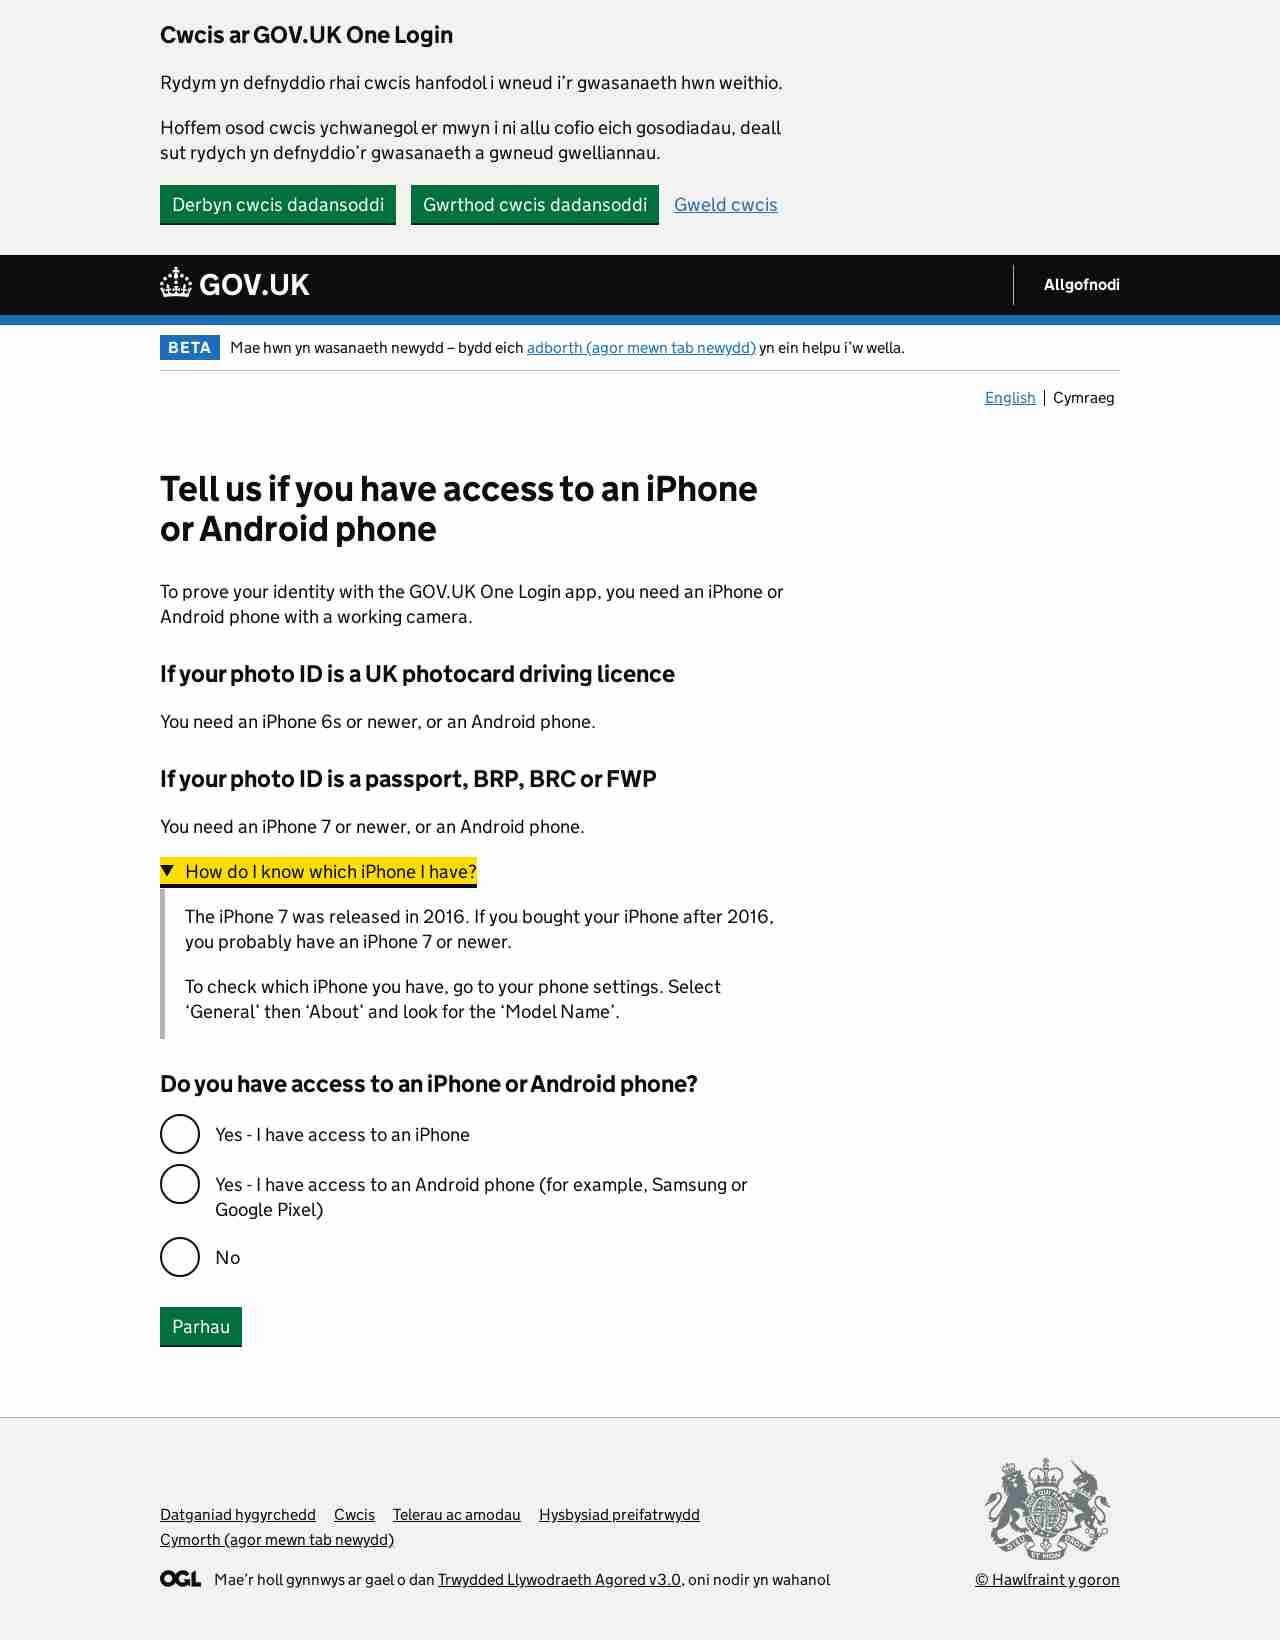 Cwcis ar GOV.UK One Login
Rydym yn defnyddio rhai cwcis hanfodol i wneud i’r gwasanaeth hwn weithio.
Hoffem osod cwcis ychwanegol er mwyn i ni allu cofio eich gosodiadau, deall
sut rydych yn defnyddio’r gwasanaeth a gwneud gwelliannau.
Derbyn cwcis dadansoddi Gwrthod cwcis dadansoddi Gweld cwcis
GOV.UK Allgofnodi
BETA Mae hwn yn wasanaeth newydd – bydd eich adborth (agor mewn tab newydd) yn ein helpu i’w wella.
English Cymraeg
Tell us if you have access to an iPhone
or Android phone
To prove your identity with the GOV.UK One Login app, you need an iPhone or
Android phone with a working camera.
If your photo ID is a UK photocard driving licence
You need an iPhone 6s or newer, or an Android phone.
If your photo ID is a passport, BRP, BRC or FWP
You need an iPhone 7 or newer, or an Android phone.
How do I know which iPhone I have?
The iPhone 7 was released in 2016. If you bought your iPhone after 2016,
you probably have an iPhone 7 or newer.
To check which iPhone you have, go to your phone settings. Select
‘General’ then ‘About’ and look for the ‘Model Name’.
Do you have access to an iPhone or Android phone?
Yes - I have access to an iPhone
Yes - I have access to an Android phone (for example, Samsung or
Google Pixel)
No
Parhau
Datganiad hygyrchedd Cwcis Telerau ac amodau Hysbysiad preifatrwydd
Cymorth (agor mewn tab newydd)
OGL Mae’r holl gynnwys ar gael o dan Trwydded Llywodraeth Agored v3.0, oni nodir yn wahanol
© Hawlfraint y goron